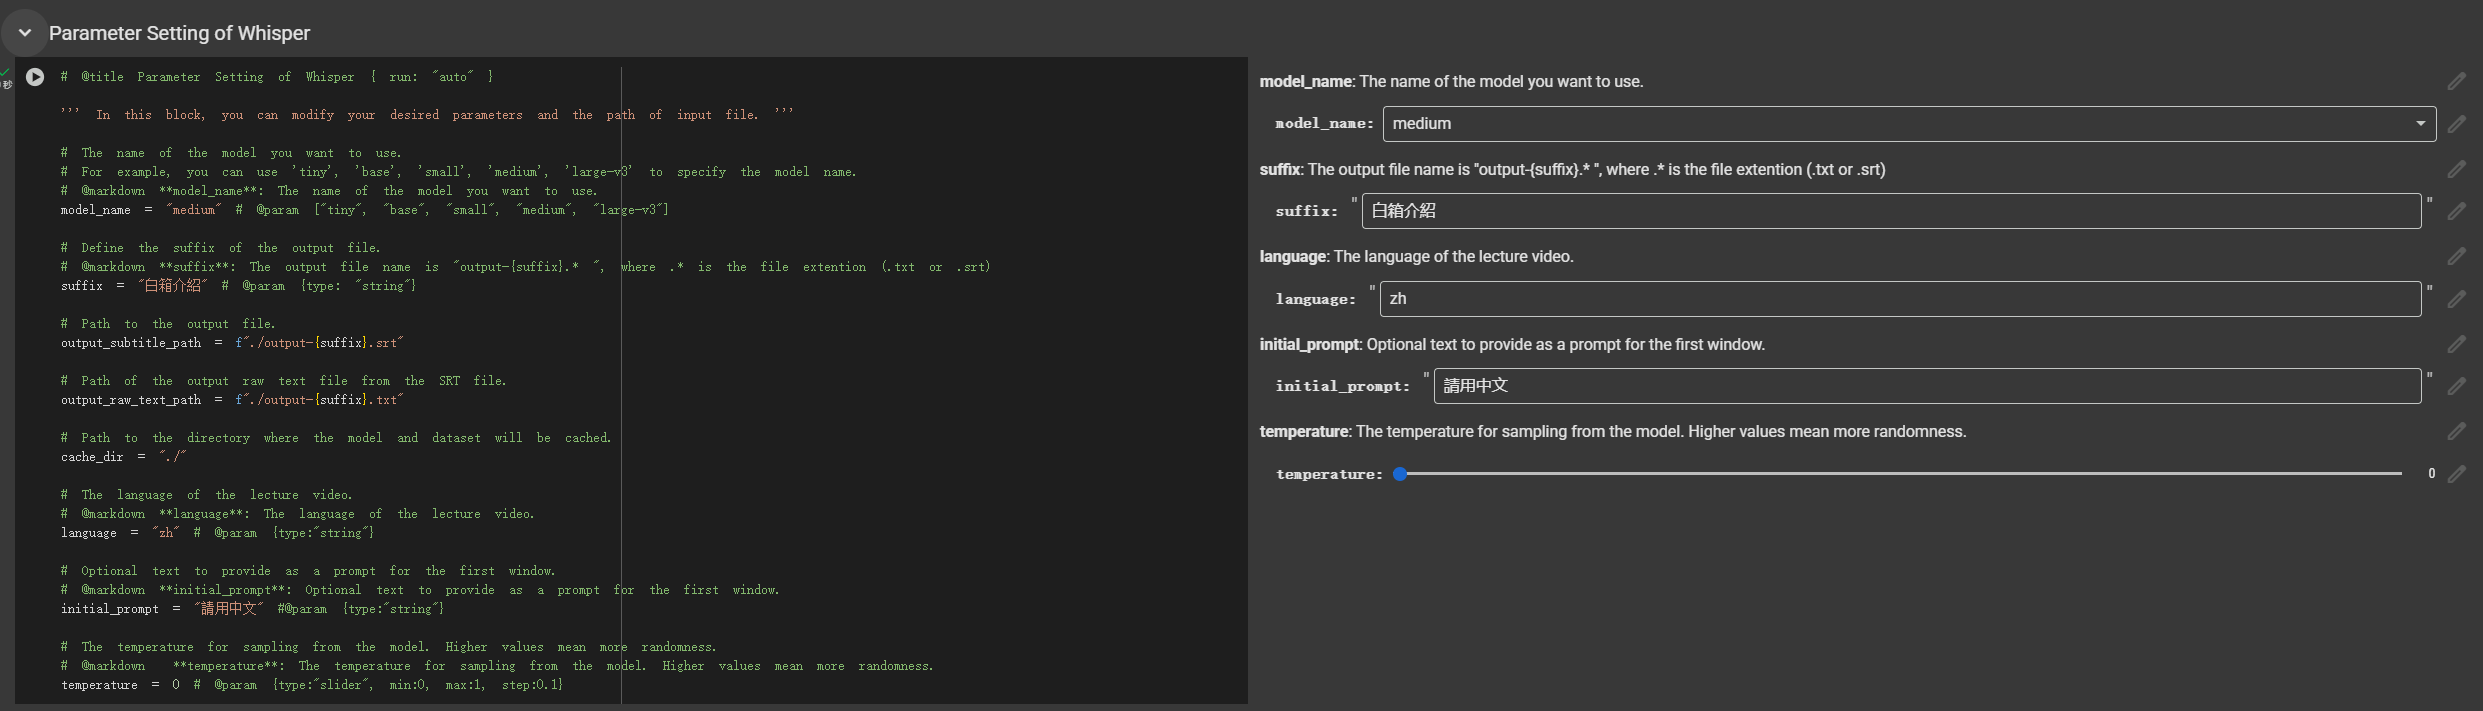 Parameter Setting of Whisper
秒
# @title Parameter Setting of Whisper { run: "auto" }
''' In this block, you can modify your desired parameters and the path of input file. '''
# The name of the model you want to use.
# For example, you can use 'tiny', 'base', 'small', 'medium', 'large-v3' to specify the model name.
# @markdown **model_name**: The name of the model you want to use.
model_name = "medium" # @param ["tiny", "base", "small", "medium", "large-v3"]
# Define the suffix of the output file.
# @markdown **suffix**: The output file name is "output-{suffix}.* ", where .* is the file extention (.txt or .srt)
suffix = "白箱介紹" # @param {type: "string"}
# Path to the output file.
output_subtitle_path = f"./output-{suffix}.srt"
# Path of the output raw text file from the SRT file.
output_raw_text_path = f"./output-{suffix}.txt"
# Path to the directory where the model and dataset will be cached.
cache_dir = "./"
# The language of the lecture video.
# @markdown **language**: The language of the lecture video.
language = "zh" # @param {type:"string"}
# Optional text to provide as a prompt for the first window.
# @markdown **initial_prompt**: Optional text to provide as a prompt for the first window.
initial_prompt = "請用中文" #@param {type:"string"}
# The temperature for sampling from the model. Higher values mean more randomness.
# @markdown  **temperature**: The temperature for sampling from the model. Higher values mean more randomness.
temperature = 0 # @param {type:"slider", min:0, max:1, step:0.1}
model_name: The name of the model you want to use.
model_name: medium
suffix: The output file name is "output-{suffix}.* ", where .* is the file extention (.txt or .srt)
suffix: "白箱介紹"
language: The language of the lecture video.
language: "zh"
initial_prompt: Optional text to provide as a prompt for the first window.
initial_prompt: "請用中文"
temperature: The temperature for sampling from the model. Higher values mean more randomness.
temperature: 0